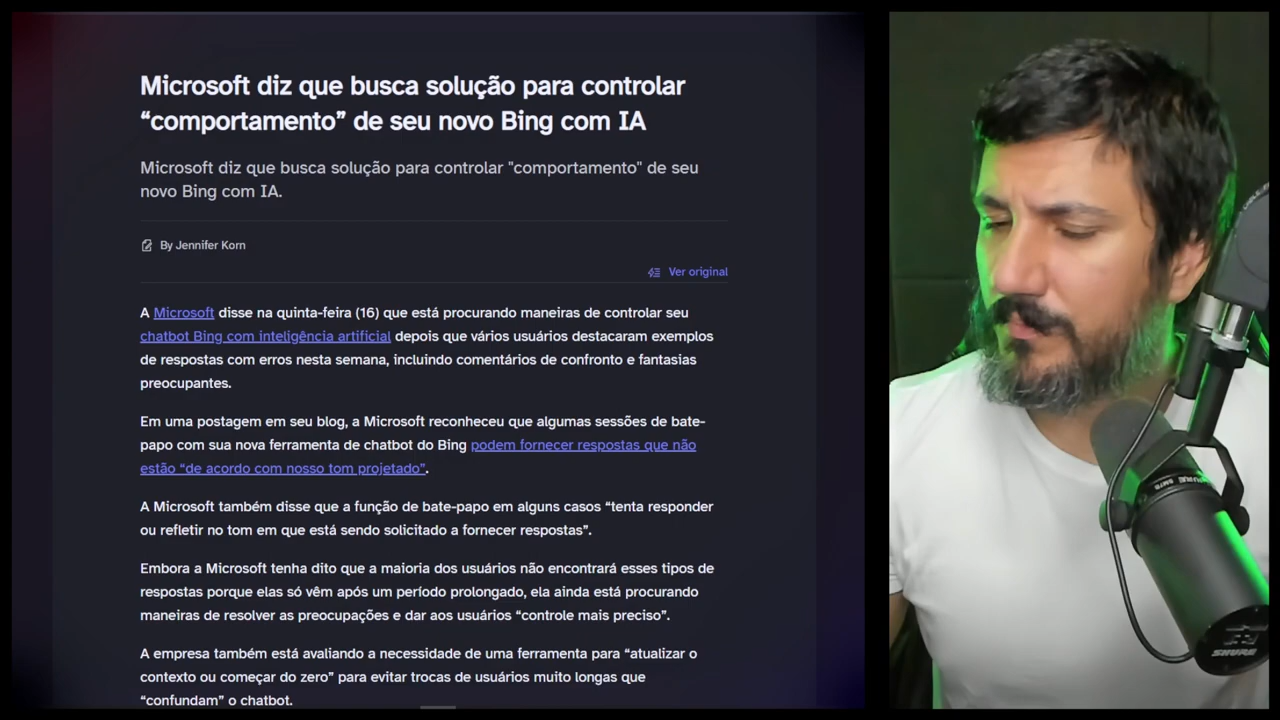 Microsoft diz que busca solução para controlar
“comportamento” de seu novo Bing com IA
Microsoft diz que busca solução para controlar "comportamento" de seu
novo Bing com IA.
By Jennifer Korn
Ver original
A Microsoft disse na quinta-feira (16) que está procurando maneiras de controlar seu
chatbot Bing com inteligência artificial depois que vários usuários destacaram exemplos
de respostas com erros nesta semana, incluindo comentários de confronto e fantasias
preocupantes.
Em uma postagem em seu blog, a Microsoft reconheceu que algumas sessões de bate-
papo com sua nova ferramenta de chatbot do Bing podem fornecer respostas que não
estão “de acordo com nosso tom projetado”.
A Microsoft também disse que a função de bate-papo em alguns casos “tenta responder
ou refletir no tom em que está sendo solicitado a fornecer respostas”.
Embora a Microsoft tenha dito que a maioria dos usuários não encontrará esses tipos de
respostas porque elas só vêm após um período prolongado, ela ainda está procurando
maneiras de resolver as preocupações e dar aos usuários “controle mais preciso”.
A empresa também está avaliando a necessidade de uma ferramenta para “atualizar o
contexto ou começar do zero” para evitar trocas de usuários muito longas que
“confundam” o chatbot.
SHURE